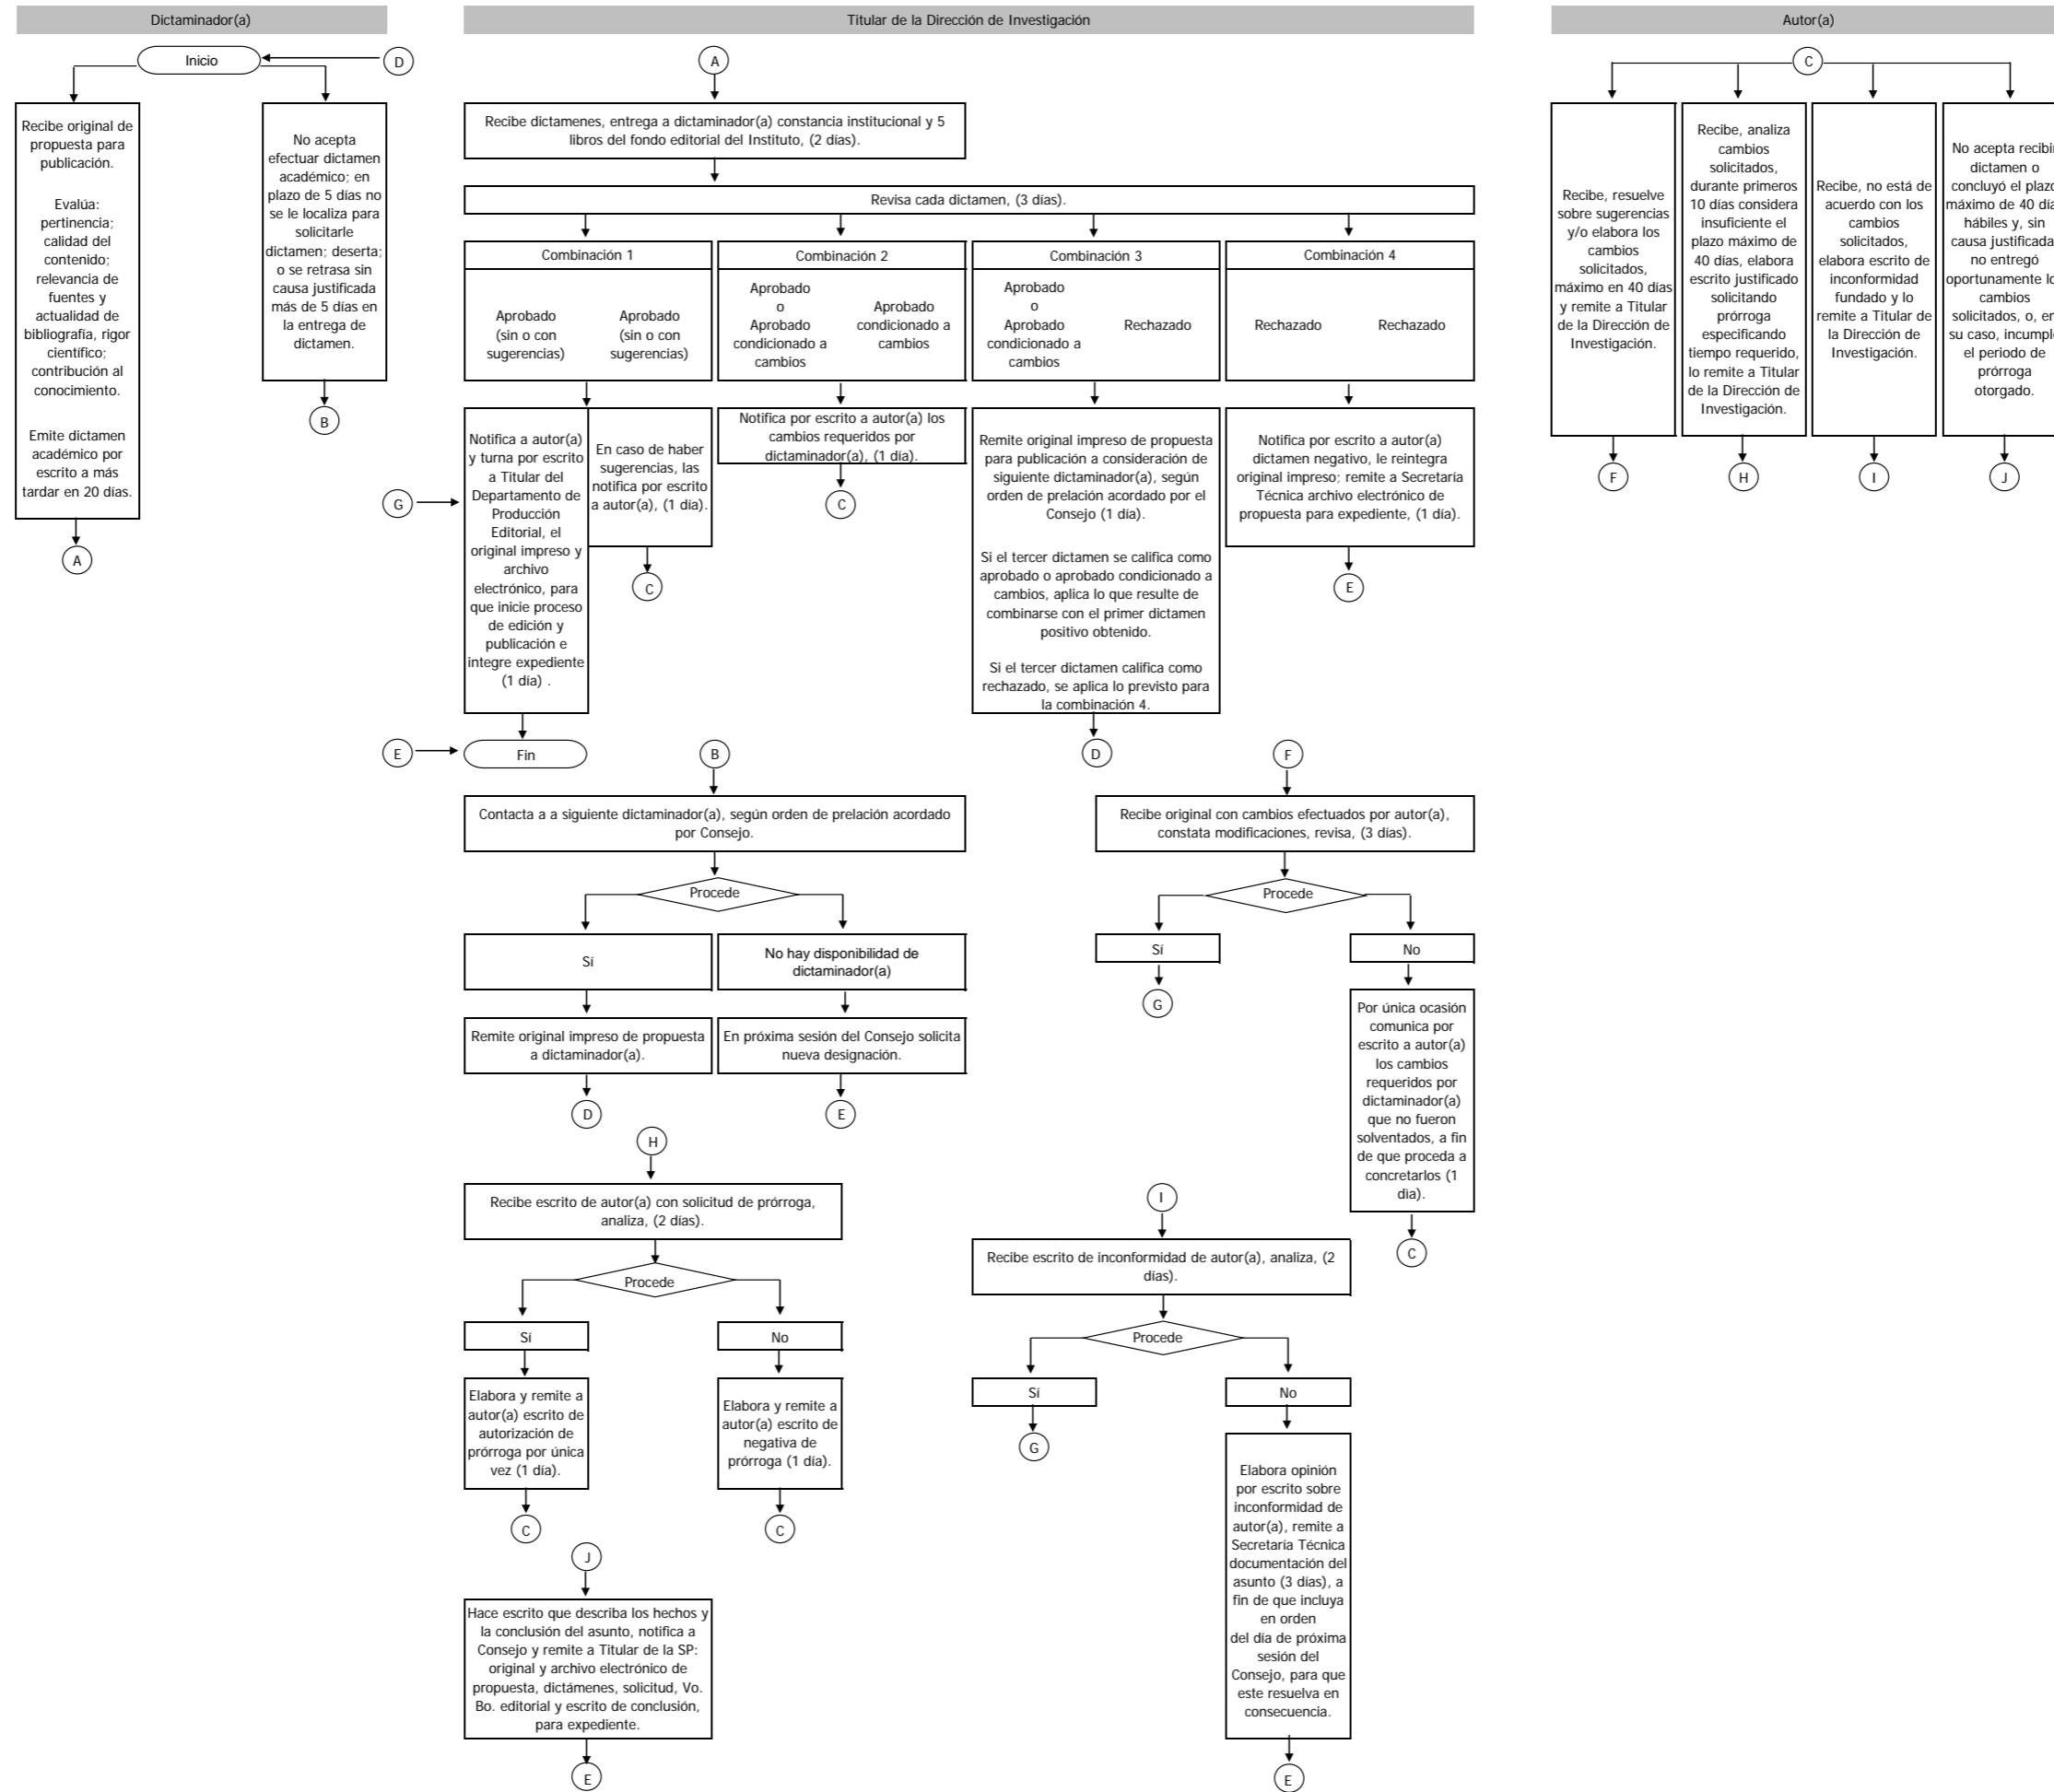 Dictaminador(a)
Inicio
D
Recibe original de
propuesta para
publicación.
Evalúa:
pertinencia;
calidad del
contenido;
relevancia de
fuentes y
actualidad de
bibliografía, rigor
científico;
contribución al
conocimiento.
Emite dictamen
académico por
escrito a más
tardar en 20 días.
A
No acepta
efectuar dictamen
académico; en
plazo de 5 días no
se le localiza para
solicitarle
dictamen; deserta;
o se retrasa sin
causa justificada
más de 5 días en
la entrega de
dictamen.
B
Titular de la Dirección de Investigación
A
Recibe dictamenes, entrega a dictaminador(a) constancia institucional y 5
libros del fondo editorial del Instituto, (2 días).
Revisa cada dictamen, (3 días).
Combinación 1
Aprobado
(sin o con
sugerencias)
Aprobado
(sin o con
sugerencias)
Combinación 2
Aprobado
o
Aprobado
condicionado a
cambios
Aprobado
condicionado a
cambios
Combinación 3
Aprobado
o
Aprobado
condicionado a
cambios
Rechazado
Combinación 4
Rechazado
Rechazado
G
Notifica a autor(a)
y turna por escrito
a Titular del
Departamento de
Producción
Editorial, el
original impreso y
archivo
electrónico, para
que inicie proceso
de edición y
publicación e
integre expediente
(1 día) .
En caso de haber
sugerencias, las
notifica por escrito
a autor(a), (1 día).
C
Notifica por escrito a autor(a) los
cambios requeridos por
dictaminador(a), (1 día).
C
Remite original impreso de propuesta
para publicación a consideración de
siguiente dictaminador(a), según
orden de prelación acordado por el
Consejo (1 día).
Si el tercer dictamen se califica como
aprobado o aprobado condicionado a
cambios, aplica lo que resulte de
combinarse con el primer dictamen
positivo obtenido.
Si el tercer dictamen califica como
rechazado, se aplica lo previsto para
la combinación 4.
D
Notifica por escrito a autor(a)
dictamen negativo, le reintegra
original impreso; remite a Secretaría
Técnica archivo electrónico de
propuesta para expediente, (1 día).
E
E
Fin
B
Contacta a a siguiente dictaminador(a), según orden de prelación acordado
por Consejo.
Procede
Sí
Remite original impreso de propuesta
a dictaminador(a).
D
No hay disponibilidad de
dictaminador(a)
En próxima sesión del Consejo solicita
nueva designación.
E
F
Recibe original con cambios efectuados por autor(a),
constata modificaciones, revisa, (3 días).
Procede
Sí
G
No
Por única ocasión
comunica por
escrito a autor(a)
los cambios
requeridos por
dictaminador(a)
que no fueron
solventados, a fin
de que proceda a
concretarlos (1
dia).
C
H
Recibe escrito de autor(a) con solicitud de prórroga,
analiza, (2 días).
Procede
Sí
Elabora y remite a
autor(a) escrito de
autorización de
prórroga por única
vez (1 día).
C
No
Elabora y remite a
autor(a) escrito de
negativa de
prórroga (1 día).
C
I
Recibe escrito de inconformidad de autor(a), analiza, (2
días).
Procede
Sí
G
No
Elabora opinión
por escrito sobre
inconformidad de
autor(a), remite a
Secretaría Técnica
documentación del
asunto (3 días), a
fin de que incluya
en orden
del día de próxima
sesión del
Consejo, para que
este resuelva en
consecuencia.
E
J
Hace escrito que describa los hechos y
la conclusión del asunto, notifica a
Consejo y remite a Titular de la SP:
original y archivo electrónico de
propuesta, dictámenes, solicitud, Vo.
Bo. editorial y escrito de conclusión,
para expediente.
E
Autor(a)
C
Recibe, resuelve
sobre sugerencias
y/o elabora los
cambios
solicitados,
máximo en 40 días
y remite a Titular
de la Dirección de
Investigación.
F
Recibe, analiza
cambios
solicitados,
durante primeros
10 días considera
insuficiente el
plazo máximo de
40 días, elabora
escrito justificado
solicitando
prórroga
especificando
tiempo requerido,
lo remite a Titular
de la Dirección de
Investigación.
H
Recibe, no está de
acuerdo con los
cambios
solicitados,
elabora escrito de
inconformidad
fundado y lo
remite a Titular de
la Dirección de
Investigación.
I
No acepta recibir
dictamen o
concluyó el plazo
máximo de 40
hábiles y, sin
causa justificada
no entregó
oportunamente
cambios
solicitados, o, en
su caso,
el periodo de
prórroga
otorgado.
J